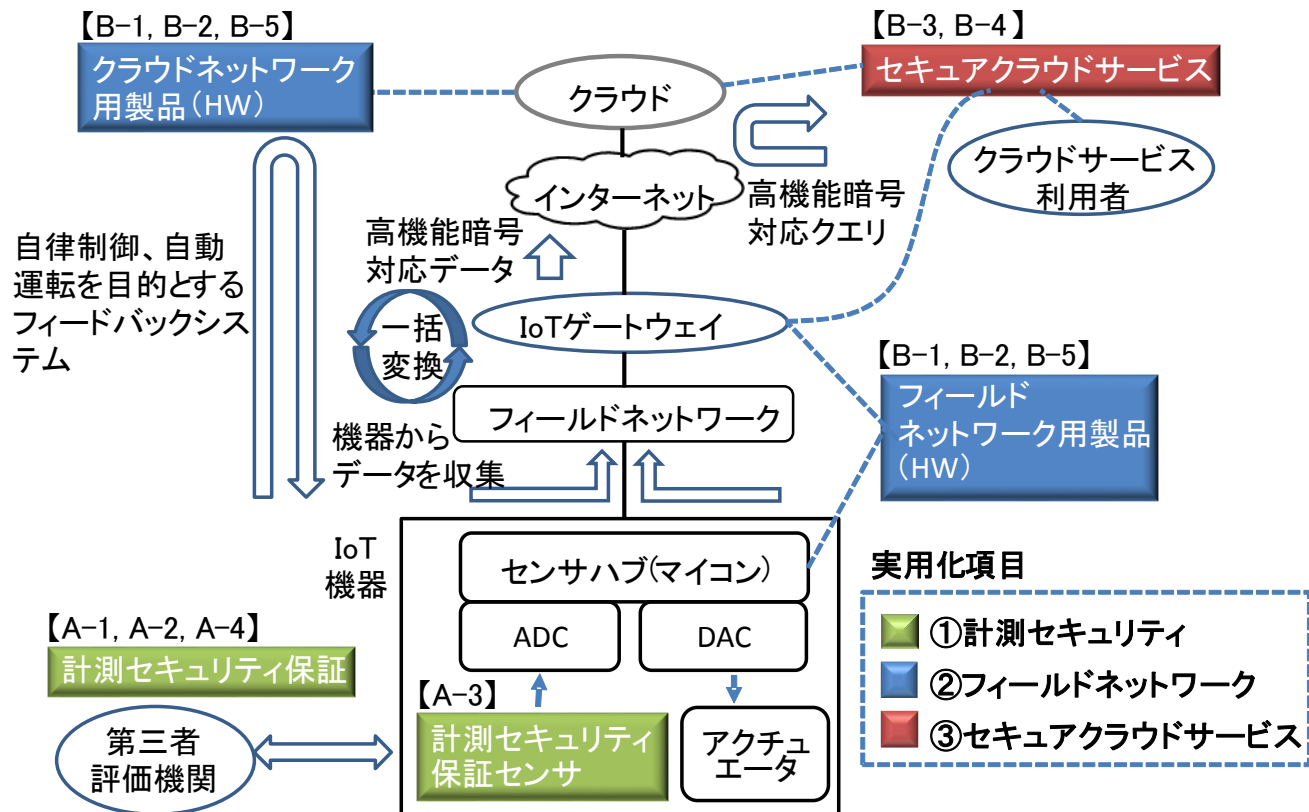 【B-1, B-2, B-5】
クラウドネットワーク
用製品(HW)
【B-3, B-4】
セキュアクラウドサービス
クラウド
クラウドサービス
利用者
インターネット
高機能暗号
対応クエリ
高機能暗号
対応データ
自律制御、自動
運転を目的とする
フィードバックシス
テム
一括
変換
IoTゲートウェイ
【B-1, B-2, B-5】
フィールド
ネットワーク用製品
(HW)
フィールドネットワーク
機器から
データを収集
IoT
機器
センサハブ(マイコン)
ADC
DAC
【A-1, A-2, A-4】
計測セキュリティ保証
第三者
評価機関
【A-3】
計測セキュリティ
保証センサ
アクチュ
エータ
実用化項目
①計測セキュリティ
②フィールドネットワーク
③セキュアクラウドサービス